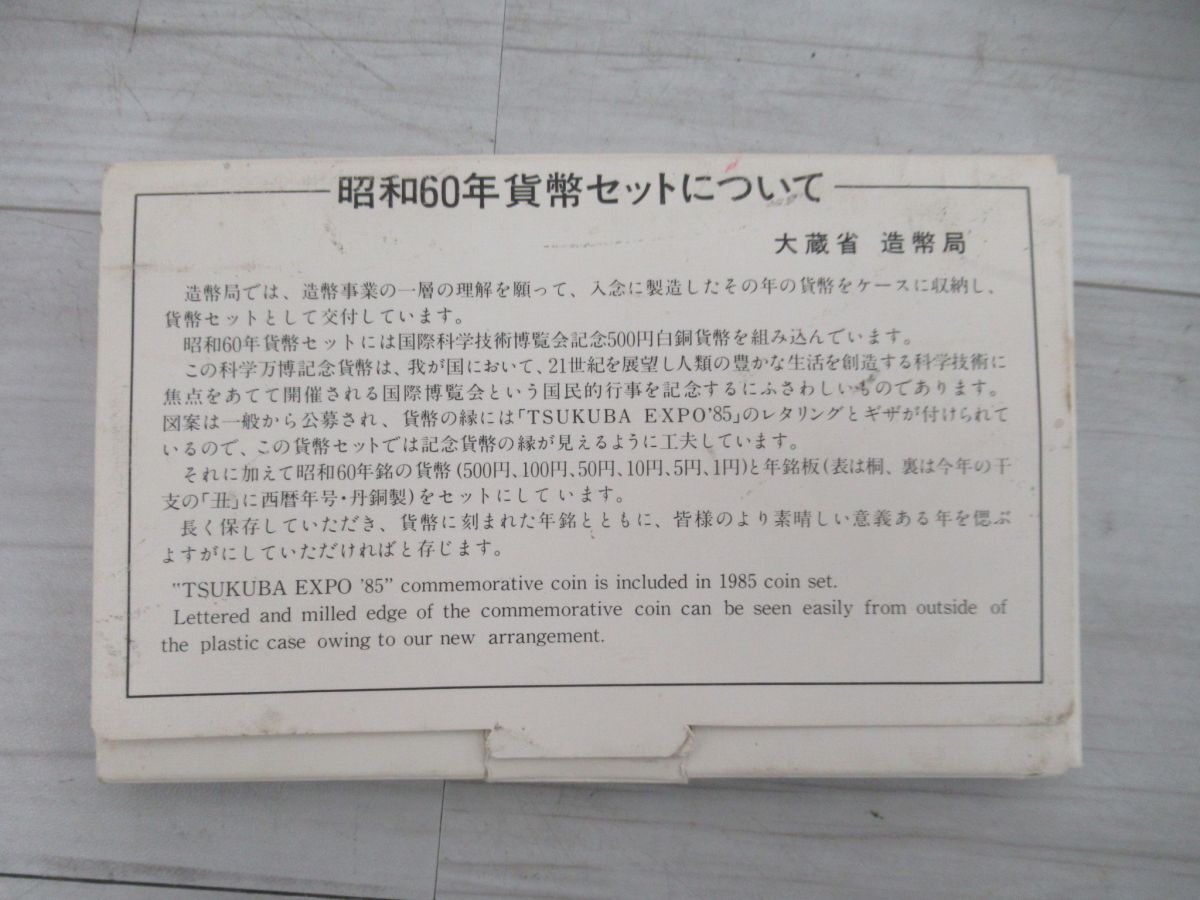 昭和60年貨幣セットについて
大蔵省 造幣局
造幣局では、造幣事業の一層の理解を願って、入念に製造したその年の貨幣をケースに収納し、
貨幣セットとして交付しています。
昭和60年貨幣セットには国際科学技術博覧会記念500円白銅貨幣を組み込んでいます。
この科学万博記念貨幣は、我が国において、21世紀を展望し人類の豊かな生活を創造する科学技術に
焦点をあてて開催される国際博覧会という国民的行事を記念するにふさわしいものであります。
図案は一般から公募され、貨幣の縁には「TSUKUBA EXPO'85」のレタリングとギザが付けられて
いるので、この貨幣セットでは記念貨幣の縁が見えるように工夫しています。
それに加えて昭和60年銘の貨幣(500円、100円、50円、10円、5円、1円)と年銘板(表は桐、裏は今年の干
支の「丑」に西暦年号・丹銅製)をセットにしています。
長く保存していただき、貨幣に刻まれた年銘とともに、皆様のより素晴しい意義ある年を偲ぶ
よすがにしていただければと存じます。
"TSUKUBA EXPO '85" commemorative coin is included in 1985 coin set.
Lettered and milled edge of the commemorative coin can be seen easily from outside of
the plastic case owing to our new arrangement.